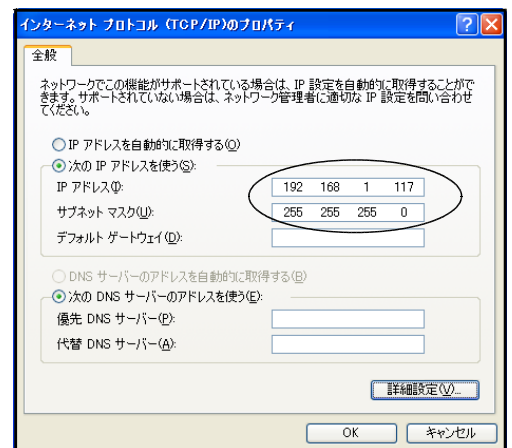 インターネット プロトコル (TCP/IP)のプロパティ
全般
ネットワークでこの機能がサポートされている場合は、IP 設定を自動的に取得することがで
きます。サポートされていない場合は、ネットワーク管理者に適切な IP 設定を問い合わせ
てください。
IP アドレスを自動的に取得する(O)
次の IP アドレスを使う(S):
IP アドレス(I): 192 168 1 117
サブネット マスク(U): 255 255 255 0
デフォルト ゲートウェイ(D):
DNS サーバーのアドレスを自動的に取得する(B)
次の DNS サーバーのアドレスを使う(E):
優先 DNS サーバー(P):
代替 DNS サーバー(A):
詳細設定(V)...
OK キャンセル